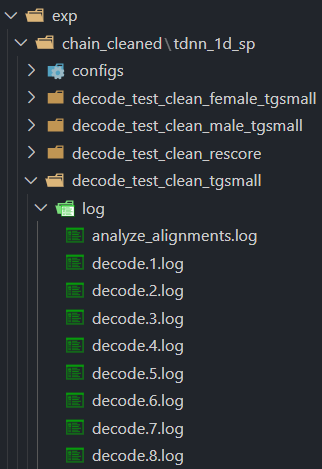 exp
chain_cleaned\tdnn_1d_sp
configs
decode_test_clean_female_tgsmall
decode_test_clean_male_tgsmall
decode_test_clean_rescore
decode_test_clean_tgsmall
log
analyze_alignments.log
decode.1.log
decode.2.log
decode.3.log
decode.4.log
decode.5.log
decode.6.log
decode.7.log
decode.8.log